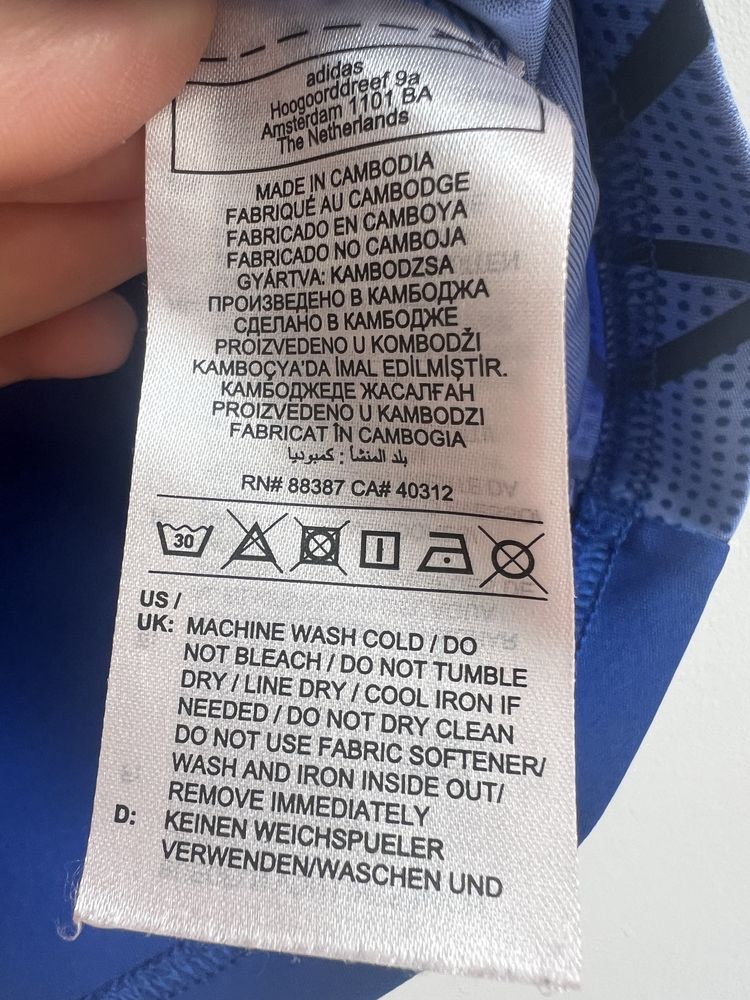 adidas
Hoogoorddreef 9a
Amsterdam 1101 BA
The Netherlands
MADE IN CAMBODIA
FABRIQUÉ AU CAMBODGE
FABRICADO EN CAMBOYA
FABRICADO NO CAMBOJA
GYÁRTVA: KAMBODZSA
ПРОИЗВЕДЕНО В КАМБОДЖА
СДЕЛАНО В КАМБОДЖЕ
PROIZVEDENO U KOMBODŽI
KAMBOÇYA'DA İMAL EDİLMİŞTİR.
КАМБОДЖЕДЕ ЖАСАЛҒАН
PROIZVEDENO U KAMBODZI
FABRICAT ÎN CAMBOGIA
بلد المنشأ : كمبوديا
RN# 88387 CA# 40312
30
US /
UK: MACHINE WASH COLD / DO
NOT BLEACH / DO NOT TUMBLE
DRY / LINE DRY / COOL IRON IF
NEEDED / DO NOT DRY CLEAN
DO NOT USE FABRIC SOFTENER/
WASH AND IRON INSIDE OUT/
REMOVE IMMEDIATELY
D: KEINEN WEICHSPUELER
VERWENDEN/WASCHEN UND